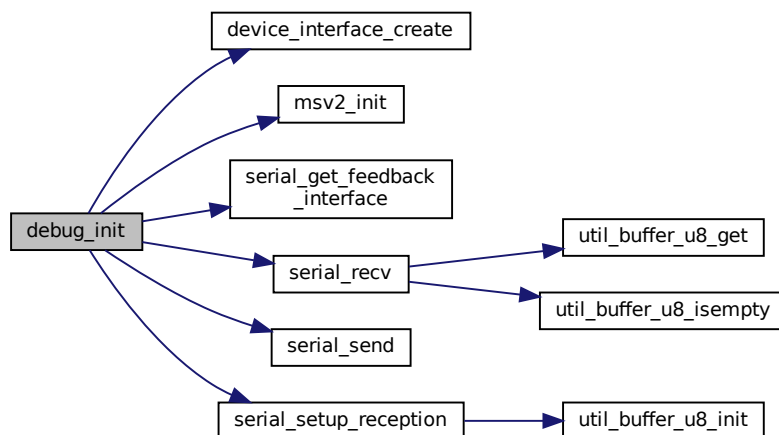 device_interface_create
msv2_init
serial_get_feedback
_interface
debug_init
serial_recv
util_buffer_u8_get
util_buffer_u8_isempty
serial_send
serial_setup_reception
util_buffer_u8_init